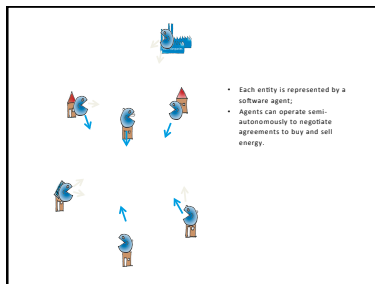 • Each entity is represented by a
software agent;
• Agents can operate semi-
autonomously to negotiate
agreements to buy and sell
energy.